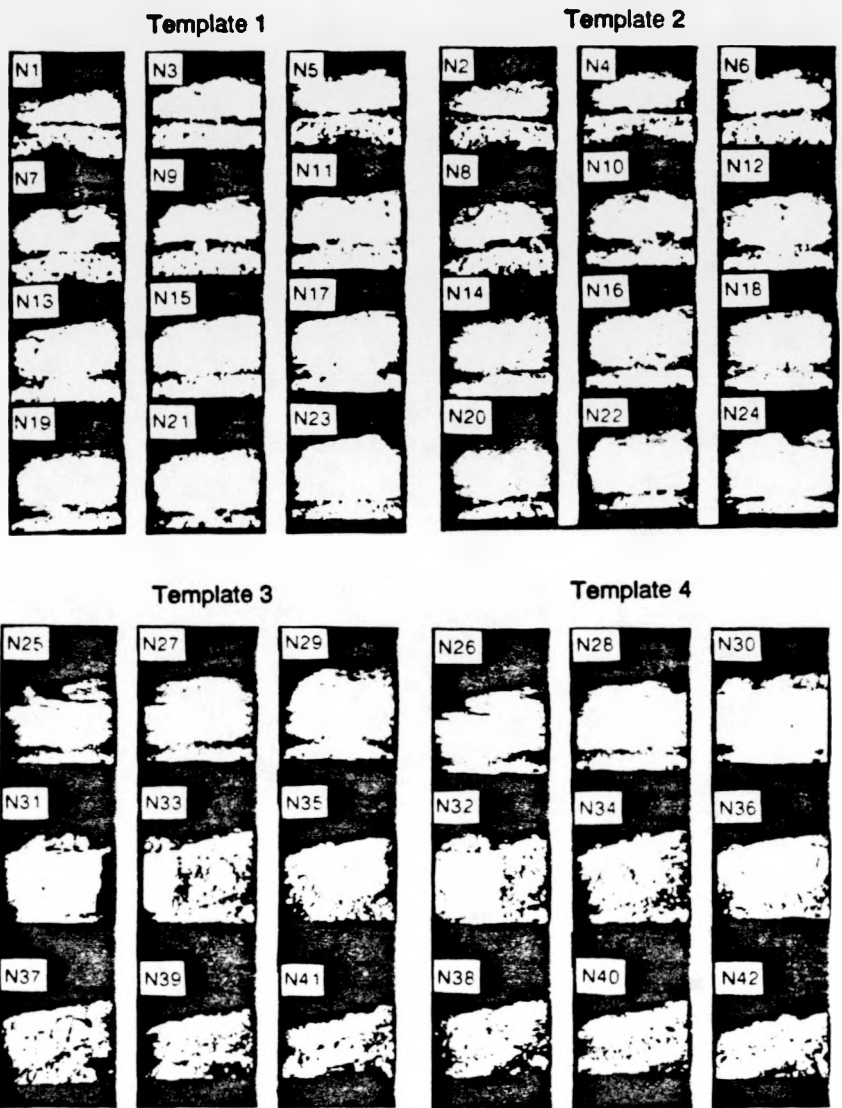 Template 1
Template 2
N1 N3 N5
N2 N4 N6
N7 N9 N11
N8 N10 N12
N13 N15 N17
N14 N16 N18
N19 N21 N23
N20 N22 N24
Template 3
Template 4
N25 N27 N29
N26 N28 N30
N31 N33 N35
N32 N34 N36
N37 N39 N41
N38 N40 N42